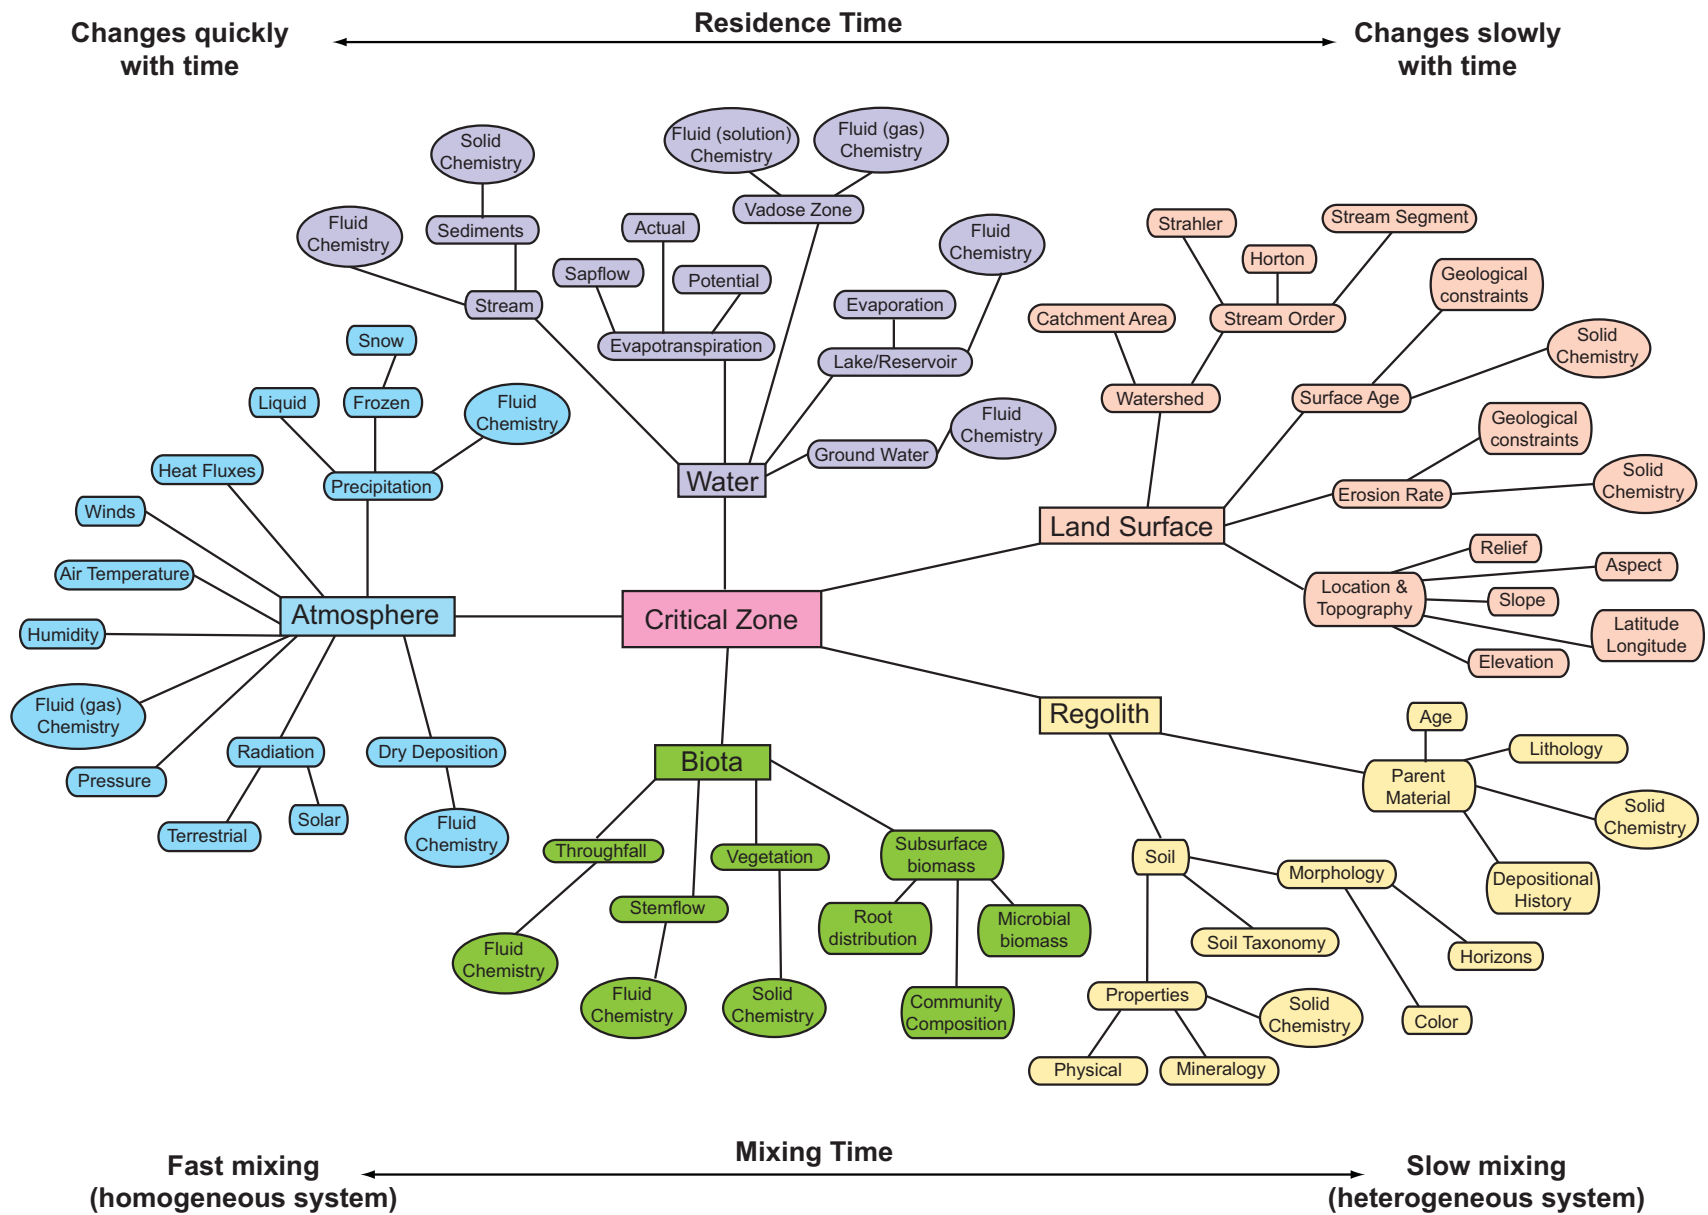 Changes quickly
with time
Residence Time
Changes slowly
with time
Solid
Chemistry
Fluid (solution)
Chemistry
Fluid (gas)
Chemistry
Fluid
Chemistry
Sediments
Actual
Vadose Zone
Fluid
Chemistry
Sapflow
Potential
Stream
Evaporation
Evapotranspiration
Lake/Reservoir
Fluid
Chemistry
Ground Water
Water
Strahler
Stream Segment
Horton
Geological
constraints
Catchment Area
Stream Order
Solid
Chemistry
Watershed
Surface Age
Geological
constraints
Erosion Rate
Solid
Chemistry
Land Surface
Relief
Aspect
Location &
Topography
Slope
Latitude
Longitude
Elevation
Snow
Liquid
Frozen
Fluid
Chemistry
Heat Fluxes
Precipitation
Winds
Air Temperature
Atmosphere
Humidity
Fluid (gas)
Chemistry
Radiation
Dry Deposition
Pressure
Terrestrial
Solar
Fluid
Chemistry
Critical Zone
Biota
Throughfall
Vegetation
Subsurface
biomass
Stemflow
Root
distribution
Microbial
biomass
Fluid
Chemistry
Fluid
Chemistry
Solid
Chemistry
Community
Composition
Regolith
Age
Lithology
Parent
Material
Solid
Chemistry
Soil
Morphology
Depositional
History
Soil Taxonomy
Horizons
Properties
Solid
Chemistry
Color
Physical
Mineralogy
Fast mixing
(homogeneous system)
Mixing Time
Slow mixing
(heterogeneous system)